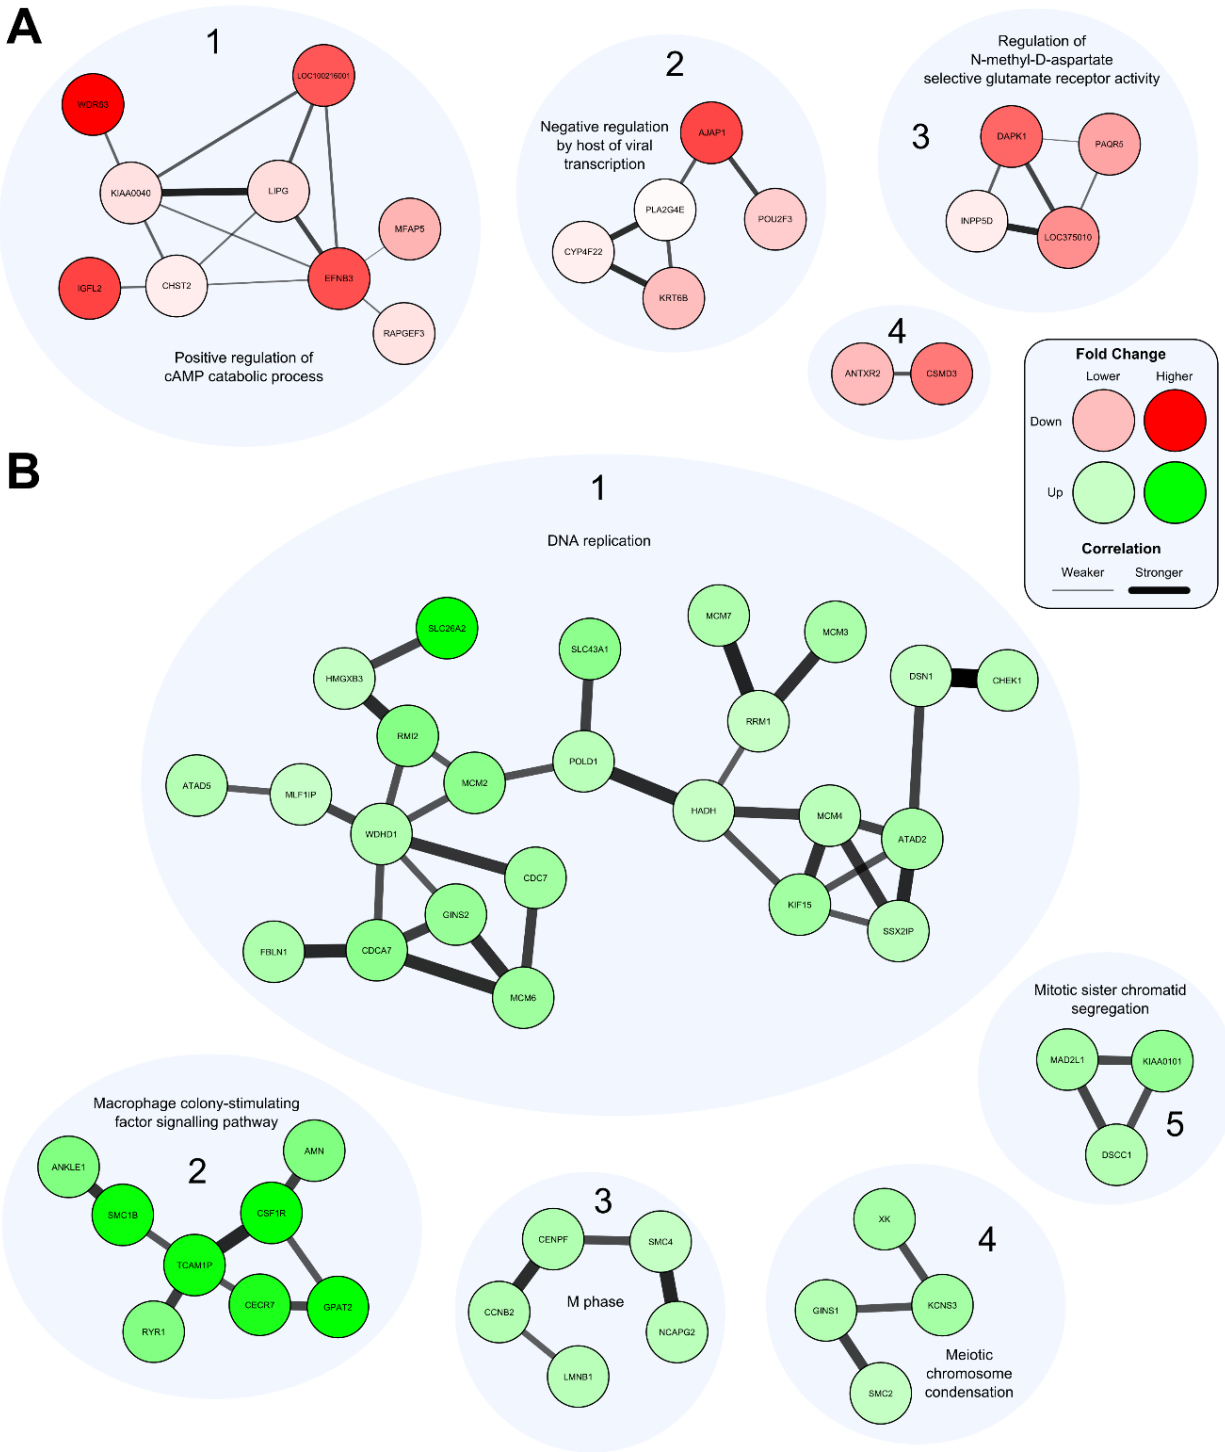 A
1
LOC100216001
WDR63
KIAA0040
LIPG
MFAP5
EFNB3
IGFL2
CHST2
RAPGEF3
Positive regulation of
cAMP catabolic process
2
AJAP1
Negative regulation
by host of viral
transcription
PLA2G4E
POU2F3
CYP4F22
KRT6B
Regulation of
N-methyl-D-aspartate
selective glutamate receptor activity
3
DAPK1
PAQR5
INPP5D
LOC375010
4
ANTXR2
CSMD3
Fold Change
Lower
Higher
Down
Up
Correlation
Weaker
Stronger
B
1
DNA replication
SLC26A2
HMGXB3
SLC43A1
MCM7
MCM3
DSN1
CHEK1
RRM1
RMI2
POLD1
MCM2
ATAD5
MLF1IP
HADH
MCM4
WDHD1
ATAD2
CDC7
KIF15
GINS2
SSX2IP
FBLN1
CDCA7
MCM6
Macrophage colony-stimulating
factor signalling pathway
2
AMN
ANKLE1
SMC1B
CSF1R
TCAM1P
CECR7
GPAT2
RYR1
3
CENPF
SMC4
M phase
CCNB2
NCAPG2
LMNB1
4
XK
GINS1
KCNS3
Meiotic
chromosome
condensation
SMC2
Mitotic sister chromatid
segregation
MAD2L1
KIAA0101
5
DSCC1